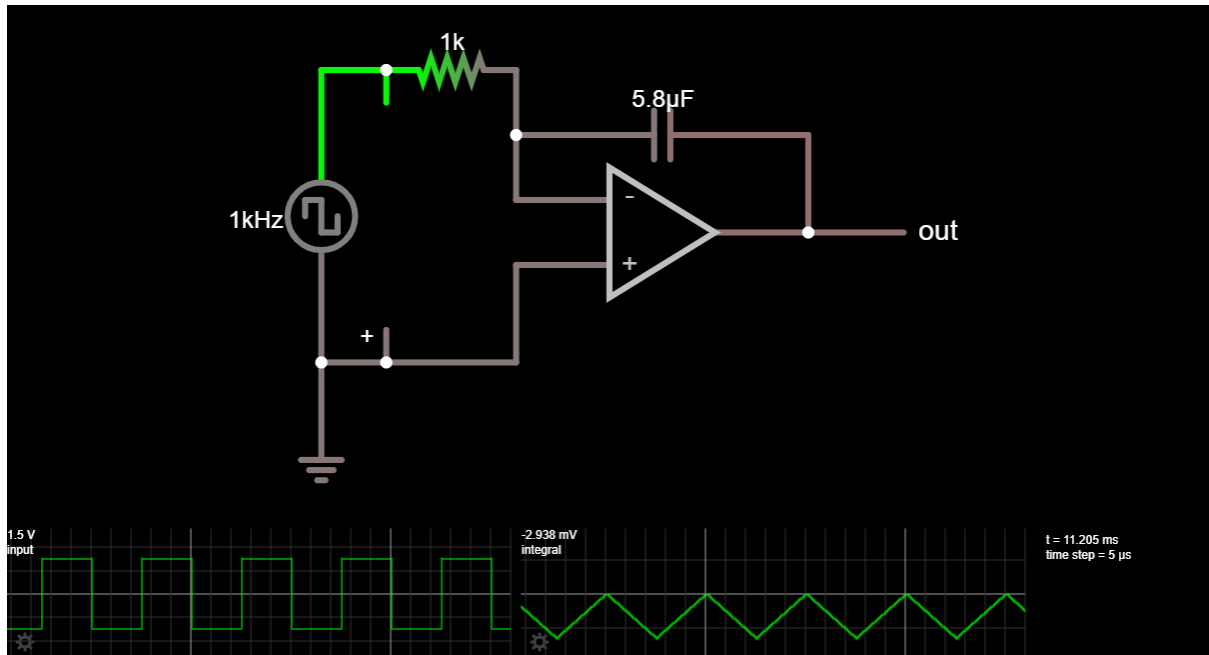 1k
5.8μF
-
1kHz
out
+
+
1.5 V
input
-2.938 mV
integral
t = 11.205 ms
time step = 5 μs